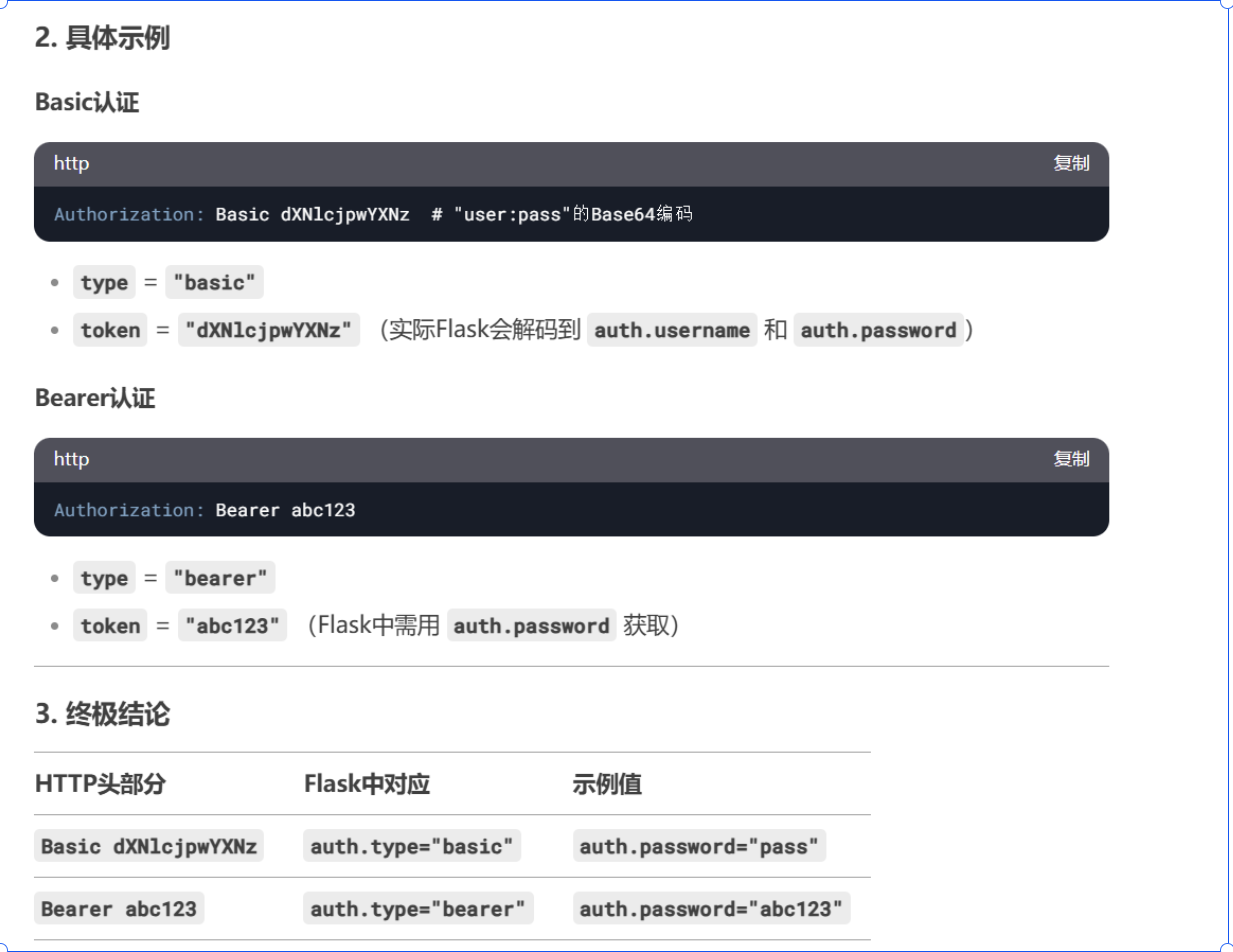 2. 具体示例
Basic认证
http 复制
Authorization: Basic dXNlcjpwYXNz # "user:pass"的Base64编码
• type = "basic"
• token = "dXNlcjpwYXNz" （实际Flask会解码到 auth.username 和 auth.password）
Bearer认证
http 复制
Authorization: Bearer abc123
• type = "bearer"
• token = "abc123" （Flask中需用 auth.password 获取）
3. 终极结论
HTTP头部分 Flask中对应 示例值
Basic dXNlcjpwYXNz auth.type="basic" auth.password="pass"
Bearer abc123 auth.type="bearer" auth.password="abc123"